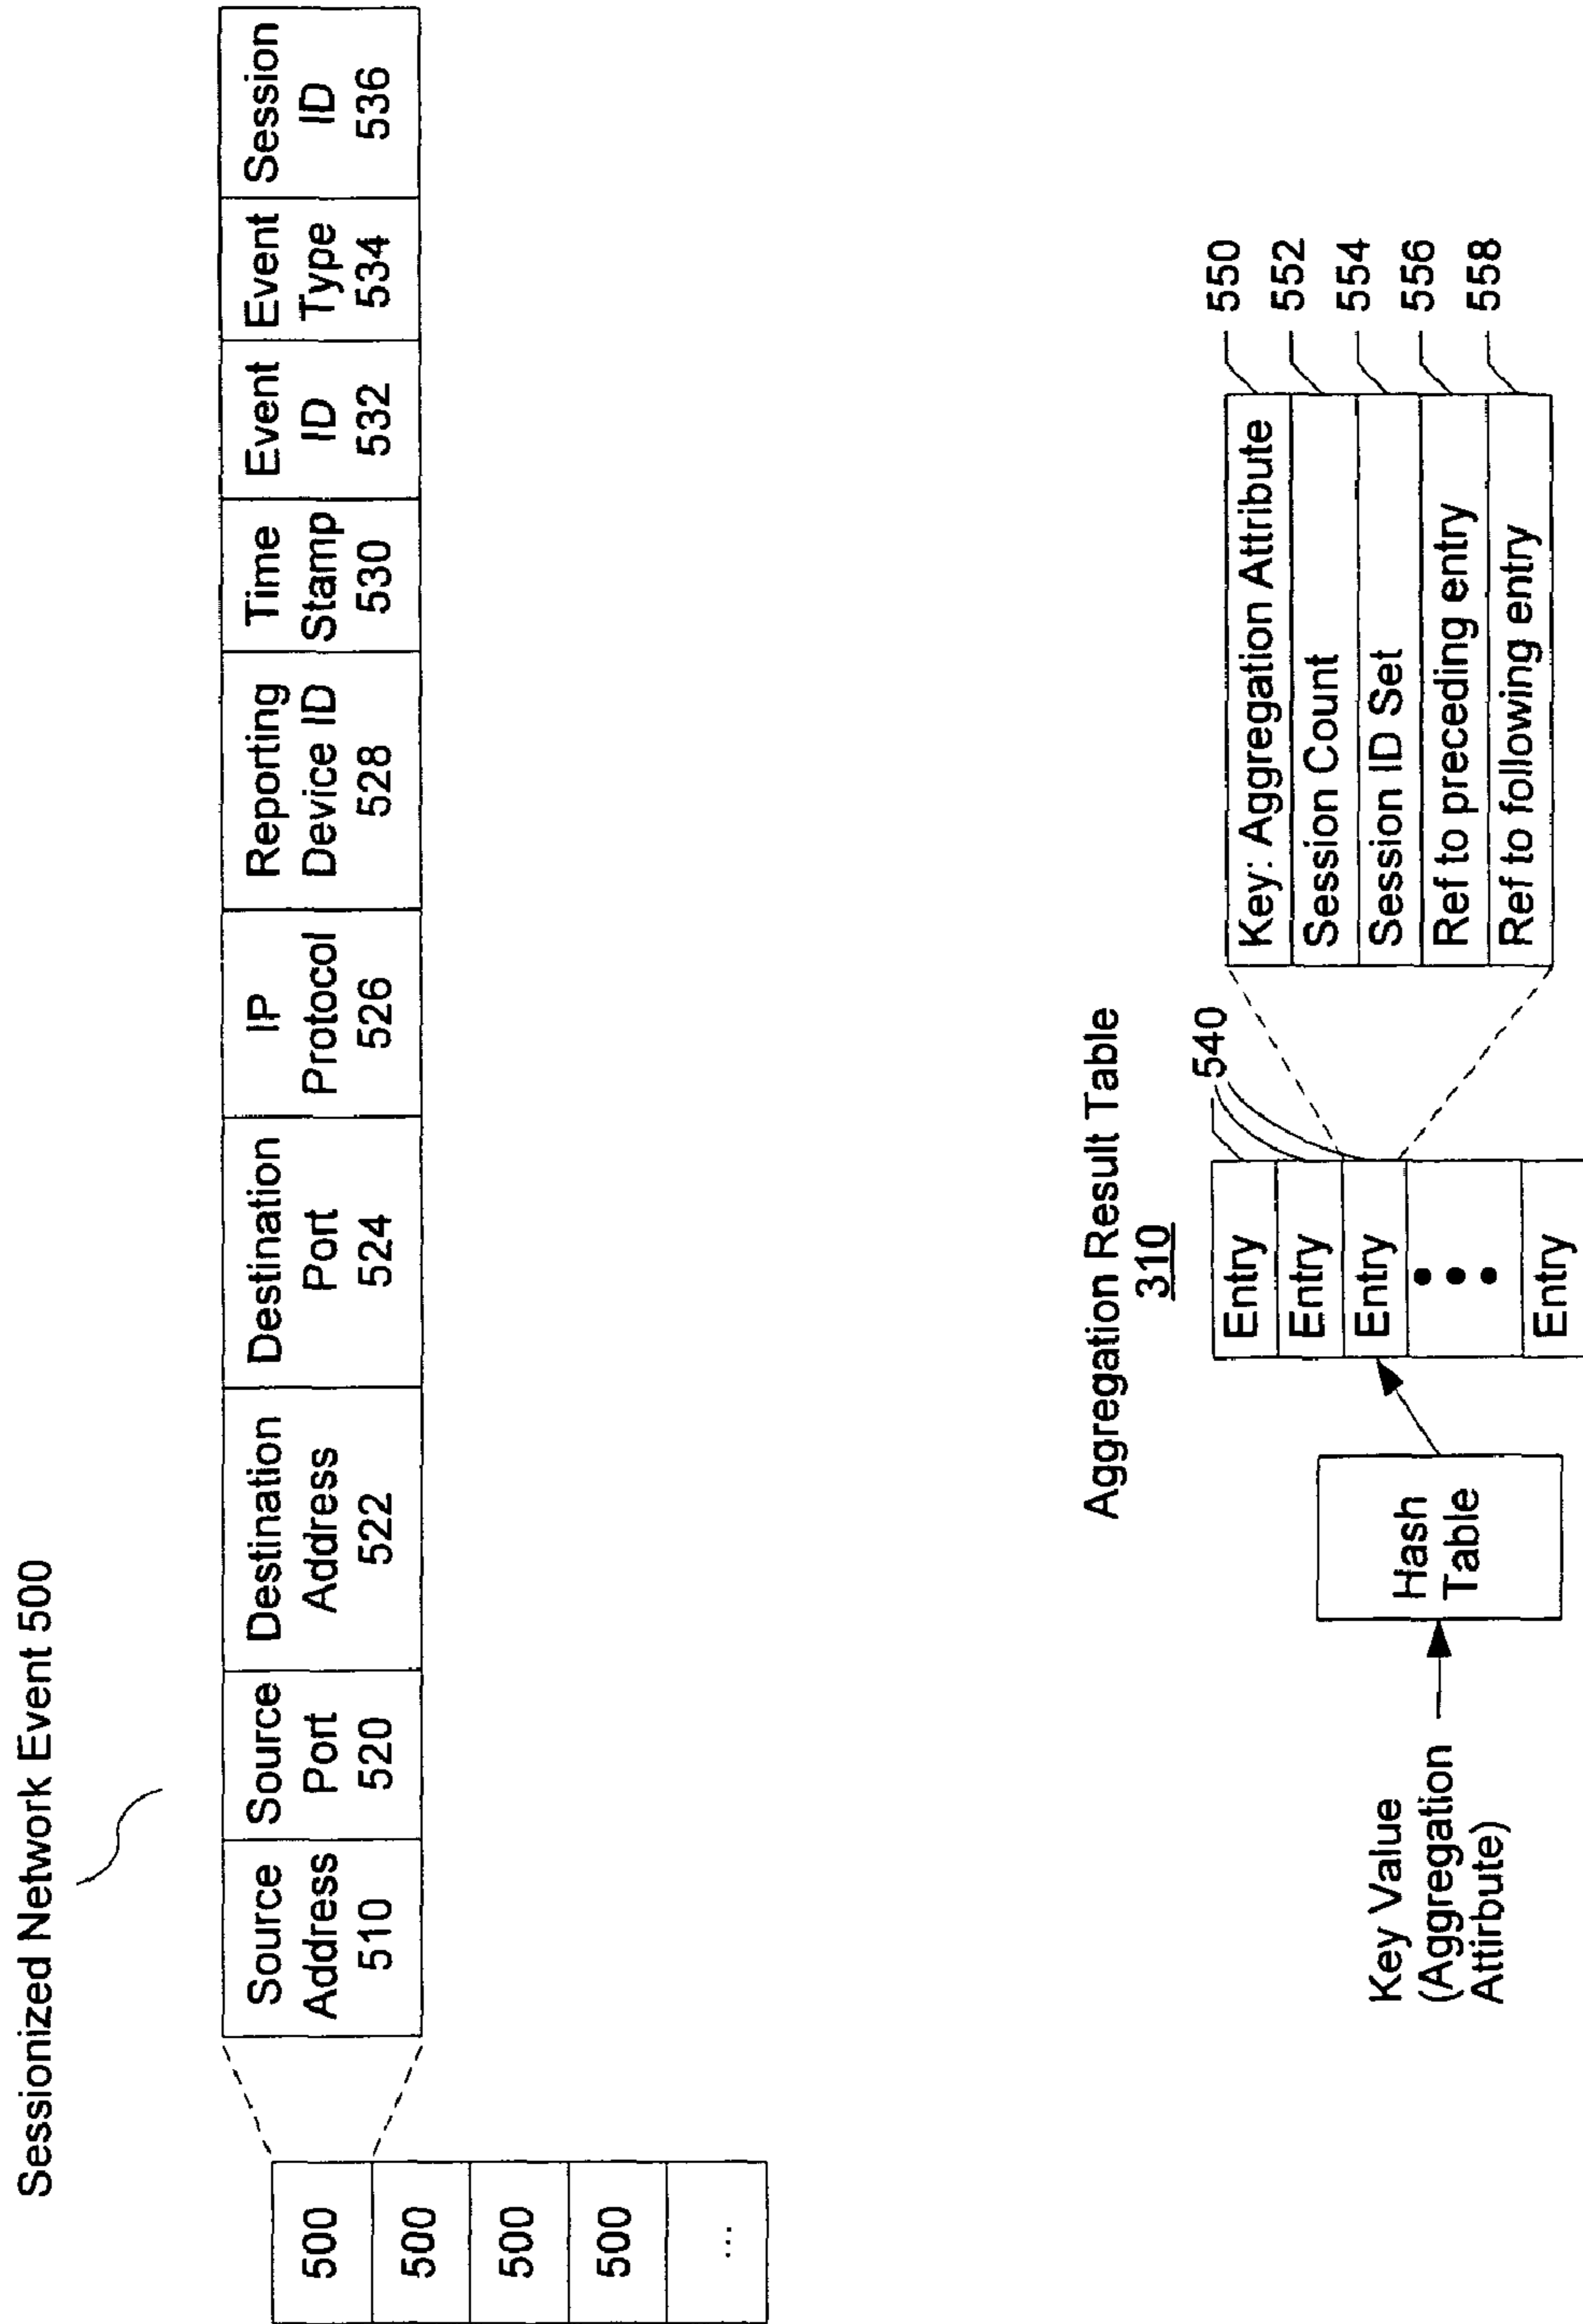 Sessionized Network Event 500
500
500
500
500
...
Source
Address
510
Source
Port
520
Destination
Address
522
Destination
Port
524
IP
Protocol
526
Reporting
Device ID
528
Time
Stamp
530
Event
ID
532
Event
Type
534
Session
ID
536
Aggregation Result Table
310
Key Value
(Aggregation
Attirbute)
Hash
Table
Entry
Entry
Entry
Entry
540
Key: Aggregation Attribute
Session Count
Session ID Set
Ref to preceding entry
Ref to following entry
550
552
554
556
558